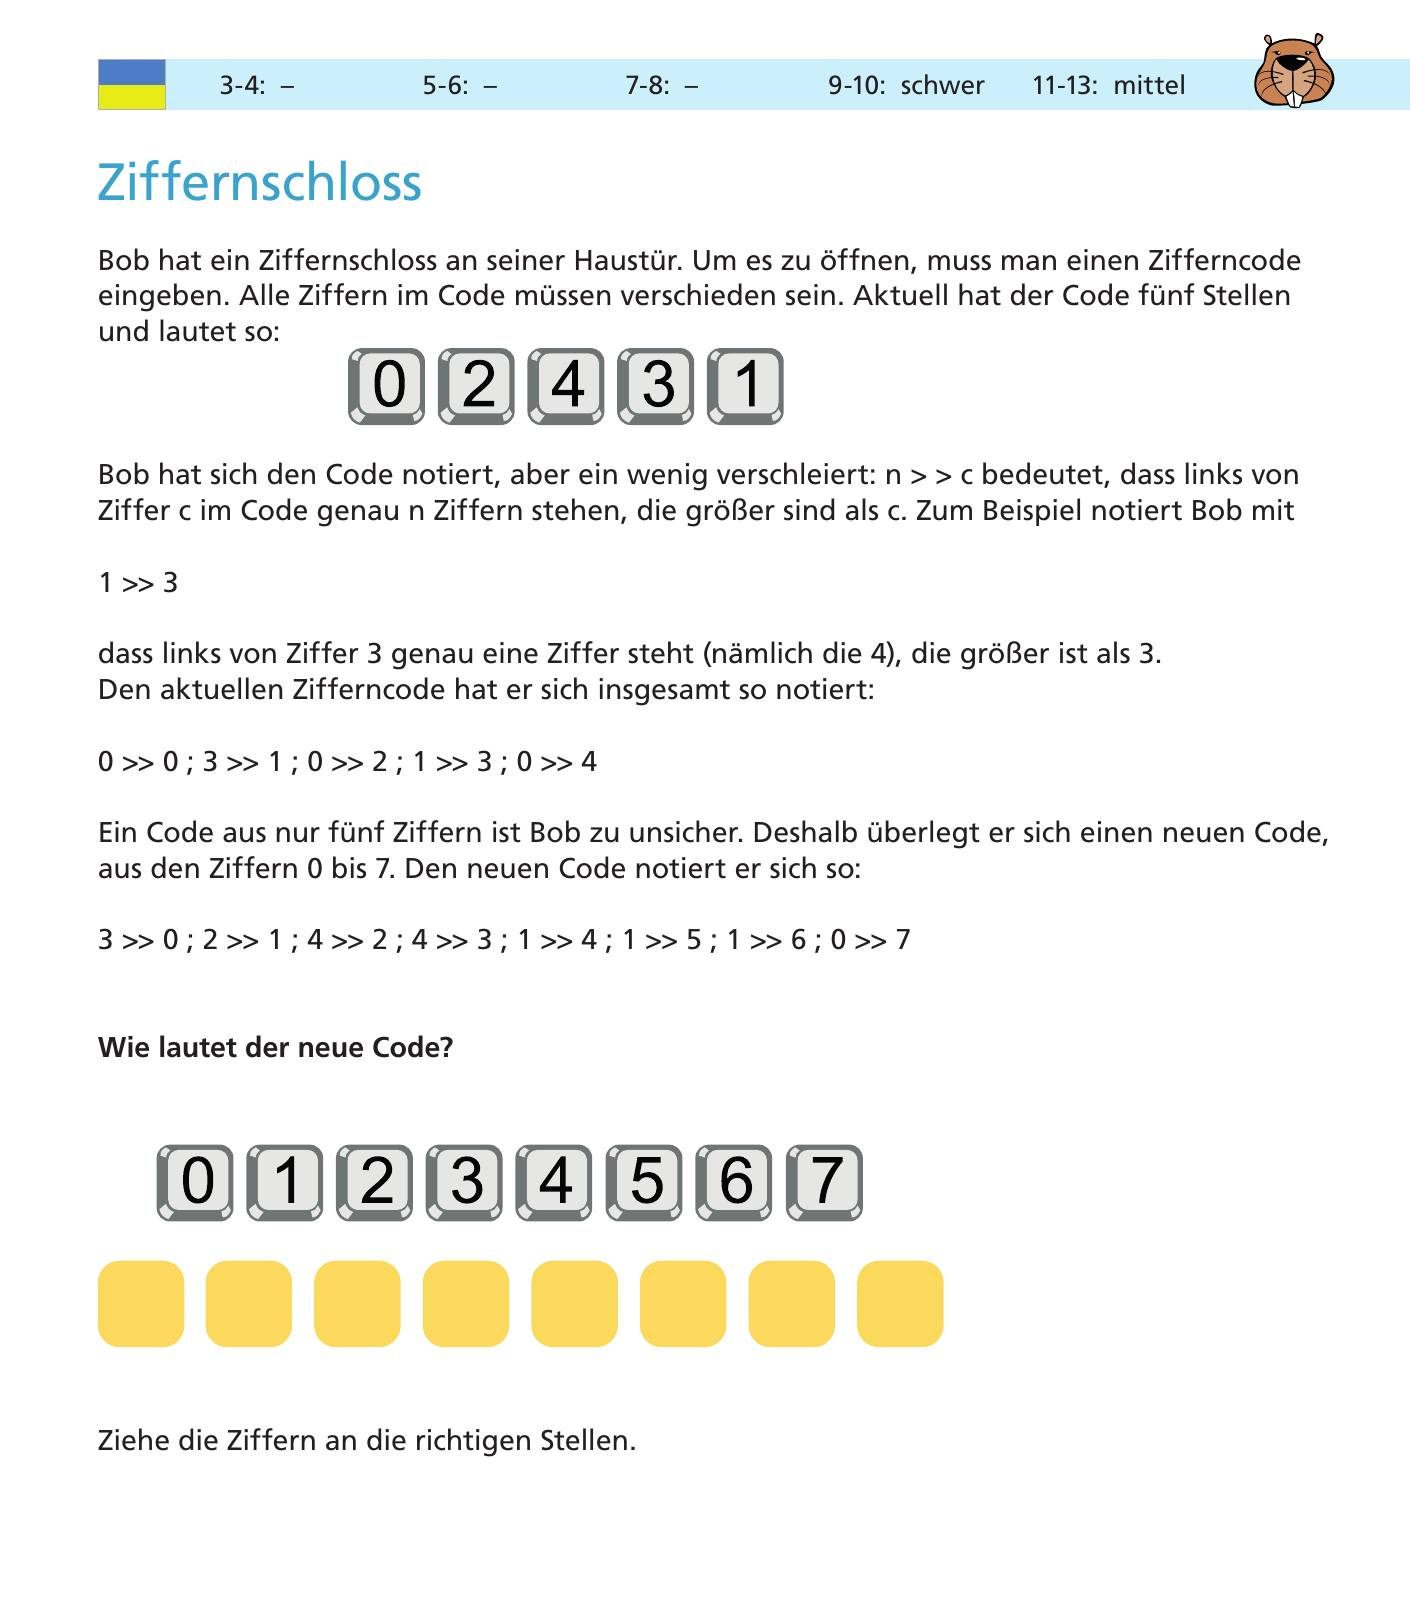 3-4: –   5-6: –   7-8: –   9-10: schwer   11-13: mittel
Ziffernschloss
Bob hat ein Ziffernschloss an seiner Haustür. Um es zu öffnen, muss man einen Zifferncode
eingeben. Alle Ziffern im Code müssen verschieden sein. Aktuell hat der Code fünf Stellen
und lautet so:
0 2 4 3 1
Bob hat sich den Code notiert, aber ein wenig verschleiert: n > > c bedeutet, dass links von
Ziffer c im Code genau n Ziffern stehen, die größer sind als c. Zum Beispiel notiert Bob mit
1 >> 3
dass links von Ziffer 3 genau eine Ziffer steht (nämlich die 4), die größer ist als 3.
Den aktuellen Zifferncode hat er sich insgesamt so notiert:
0 >> 0 ; 3 >> 1 ; 0 >> 2 ; 1 >> 3 ; 0 >> 4
Ein Code aus nur fünf Ziffern ist Bob zu unsicher. Deshalb überlegt er sich einen neuen Code,
aus den Ziffern 0 bis 7. Den neuen Code notiert er sich so:
3 >> 0 ; 2 >> 1 ; 4 >> 2 ; 4 >> 3 ; 1 >> 4 ; 1 >> 5 ; 1 >> 6 ; 0 >> 7
Wie lautet der neue Code?
0 1 2 3 4 5 6 7
Ziehe die Ziffern an die richtigen Stellen.